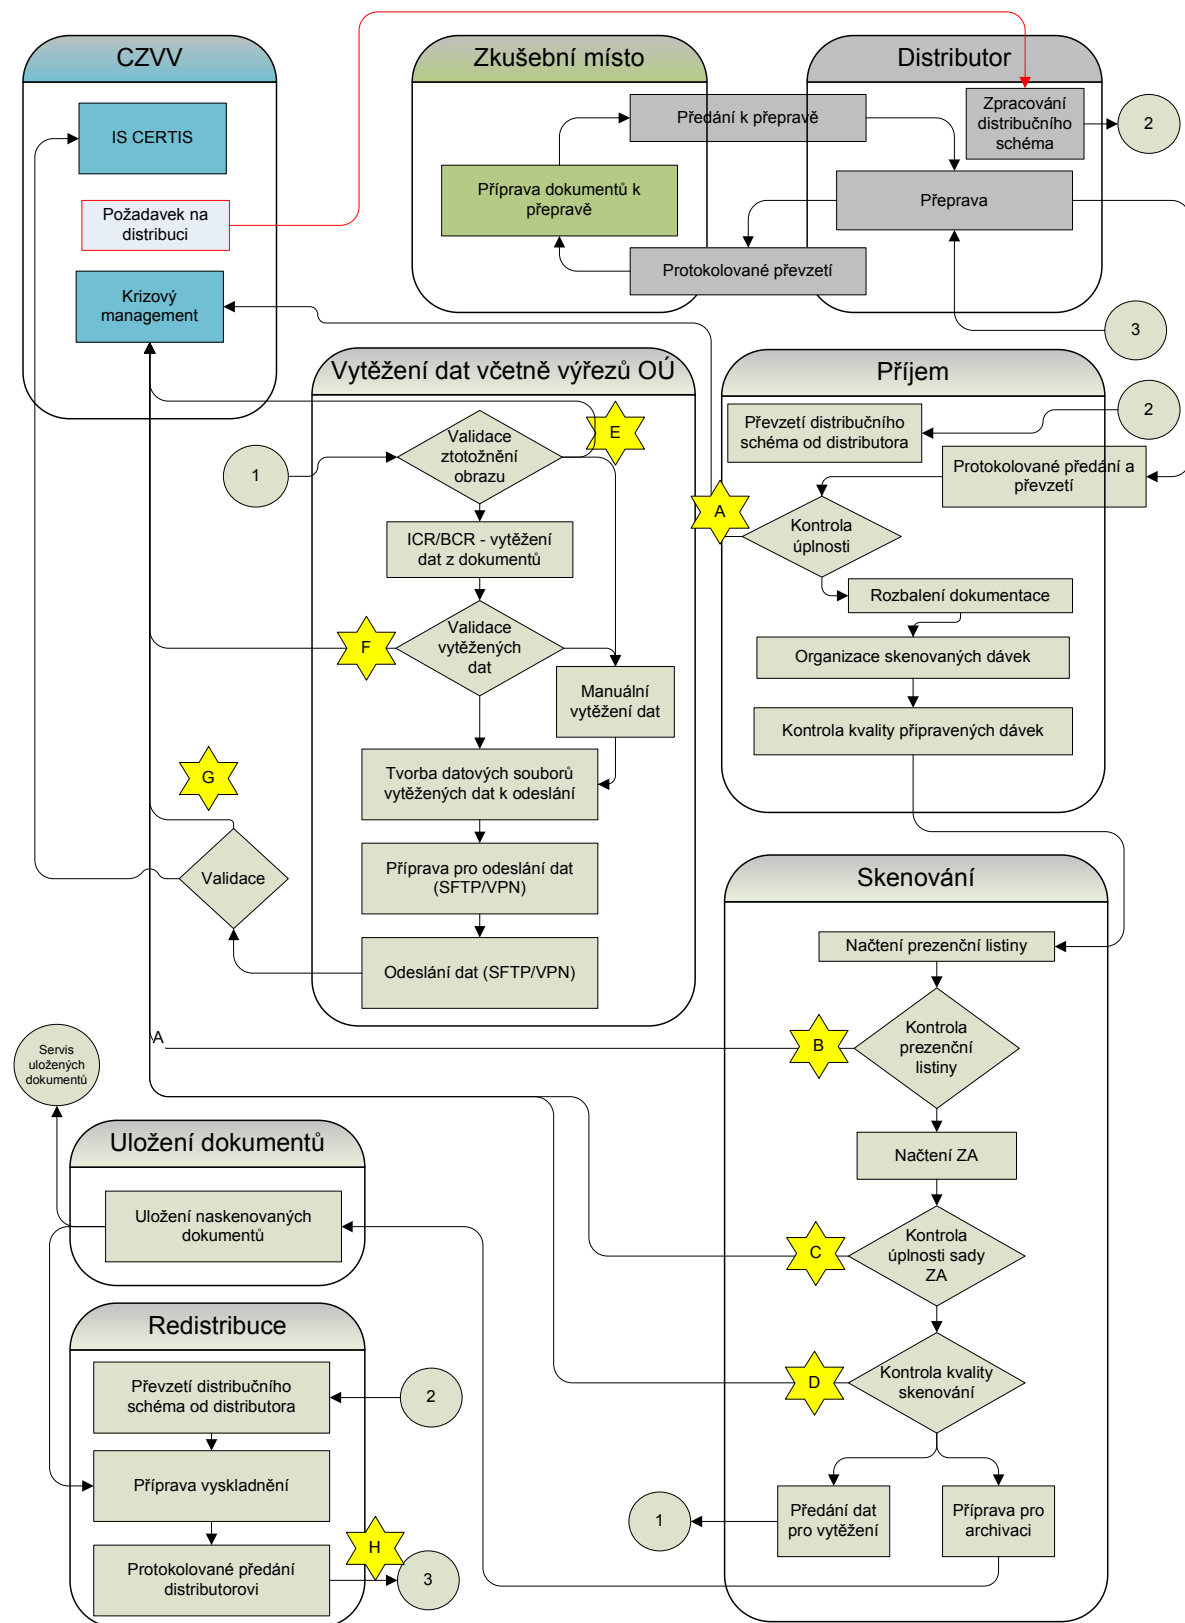 CZVV
IS CERTIS
Požadavek na
distribuci
Krizový
management
Zkušební místo
Předání k přepravě
Příprava dokumentů k
přepravě
Protokolované převzetí
Distributor
Zpracování
distribučního
schéma
2
Přeprava
3
Vytěžení dat včetně výřezů OÚ
1
Validace
ztotožnění
obrazu
E
ICR/BCR - vytěžení
dat z dokumentů
F
Validace
vytěžených
dat
Manuální
vytěžení dat
Tvorba datových souborů
vytěžených dat k odeslání
Příprava pro odeslání dat
(SFTP/VPN)
Odeslání dat (SFTP/VPN)
G
Validace
Příjem
Převzetí distribučního
schéma od distributora
2
Protokolované předání a
převzetí
A
Kontrola
úplnosti
Rozbalení dokumentace
Organizace skenovaných dávek
Kontrola kvality připravených dávek
Skenování
Načtení prezenční listiny
B
Kontrola
prezenční
listiny
Načtení ZA
C
Kontrola
úplnosti sady
ZA
D
Kontrola kvality
skenování
1
Předání dat
pro vytěžení
Příprava pro
archivaci
A
Servis
uložených
dokumentů
Uložení dokumentů
Uložení naskenovaných
dokumentů
Redistribuce
Převzetí distribučního
schéma od distributora
2
Příprava vyskladnění
Protokolované předání
distributorovi
H
3